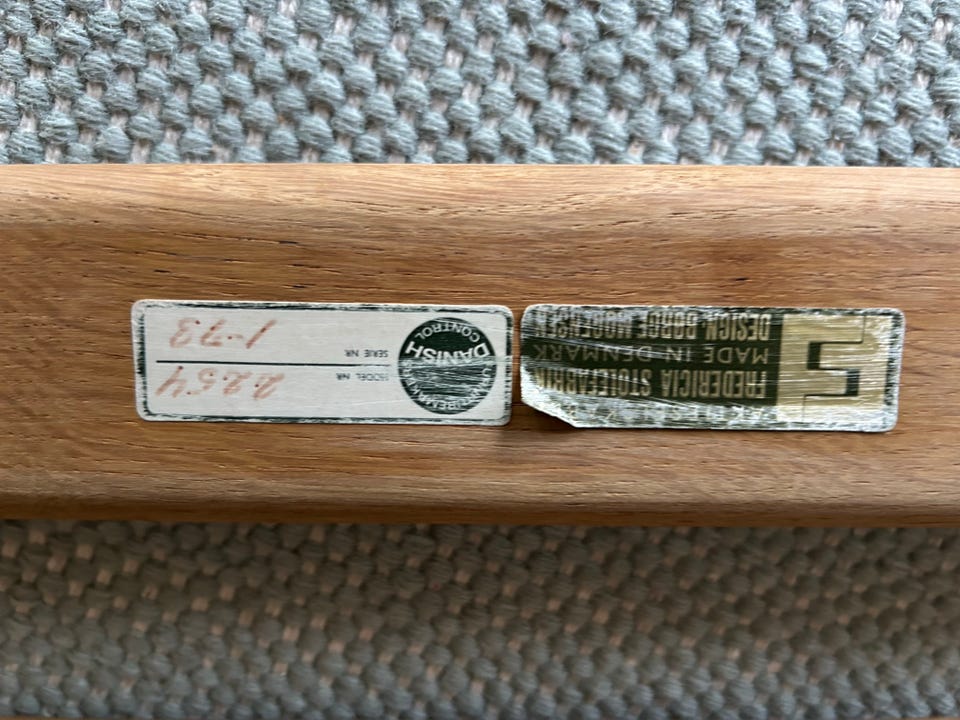 FREDERICIA STOLEFABRIK
MADE IN DENMARK
DESIGN BØRGE MOGENSEN
DANISH
CONTROL
MODEL NR. 2254
SERIE NR. 1-73